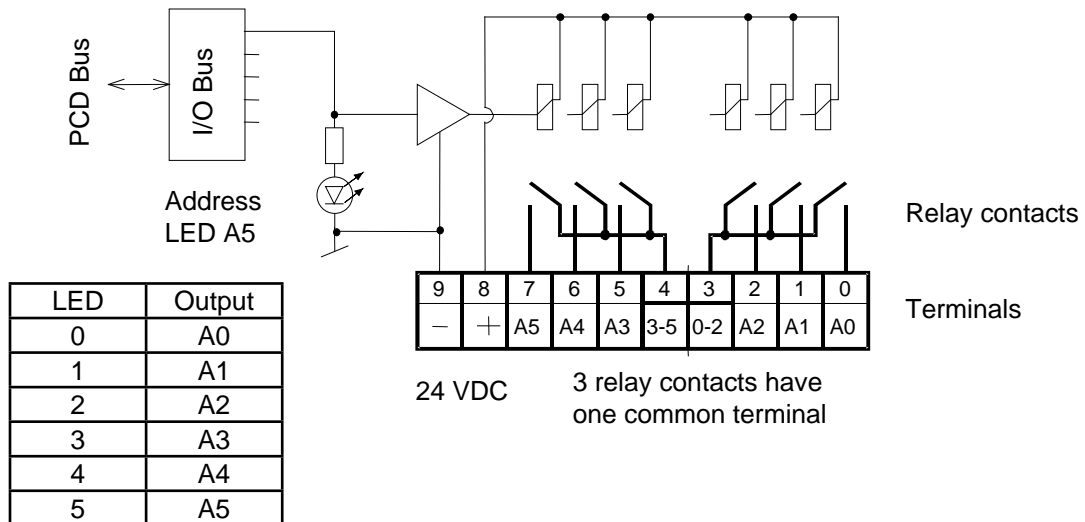 PCD Bus
I/O Bus
Address
LED A5
Relay contacts
9 8 7 6 5 4 3 2 1 0
− + A5 A4 A3 3-5 0-2 A2 A1 A0
Terminals
24 VDC
3 relay contacts have
one common terminal
LED Output
0 A0
1 A1
2 A2
3 A3
4 A4
5 A5